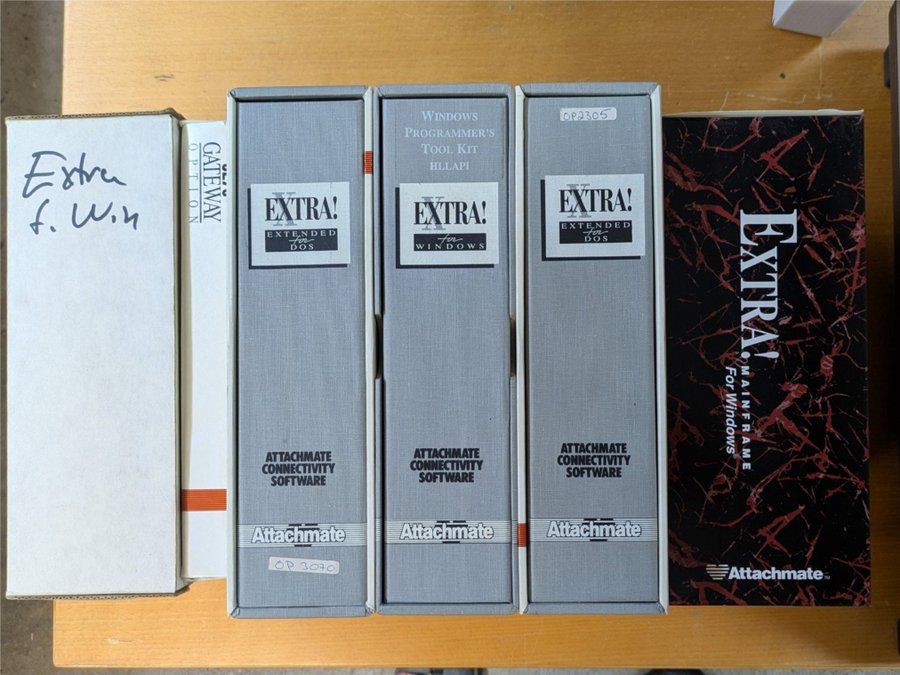 Extra
f. Win
GATEWAY
OPTION
EXTRA!
EXTENDED
for
DOS
ATTACHMATE
CONNECTIVITY
SOFTWARE
Attachmate
OP 3070
WINDOWS
PROGRAMMER'S
TOOL KIT
HLLAPI
EXTRA!
for
WINDOWS
ATTACHMATE
CONNECTIVITY
SOFTWARE
Attachmate
OP2305
EXTRA!
EXTENDED
for
DOS
ATTACHMATE
CONNECTIVITY
SOFTWARE
Attachmate
EXTRA!
MAINFRAME
For Windows
Attachmate™